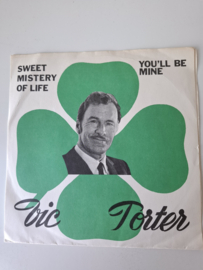 SWEET
MISTERY
OF LIFE
YOU'LL BE
MINE
Vic Torter